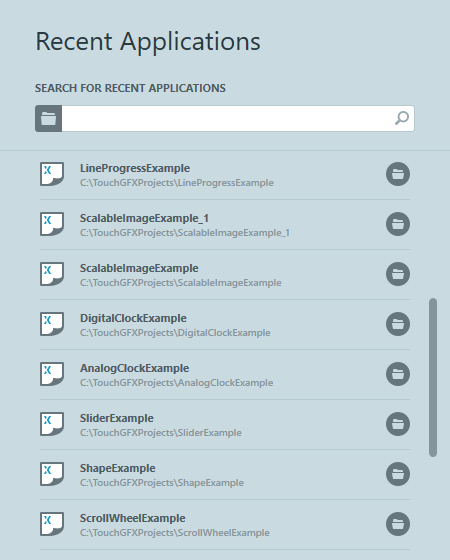 Recent Applications
SEARCH FOR RECENT APPLICATIONS
LineProgressExample
C:\TouchGFXProjects\LineProgressExample
ScalableImageExample_1
C:\TouchGFXProjects\ScalableImageExample_1
ScalableImageExample
C:\TouchGFXProjects\ScalableImageExample
DigitalClockExample
C:\TouchGFXProjects\DigitalClockExample
AnalogClockExample
C:\TouchGFXProjects\AnalogClockExample
SliderExample
C:\TouchGFXProjects\SliderExample
ShapeExample
C:\TouchGFXProjects\ShapeExample
ScrollWheelExample
C:\TouchGFXProjects\ScrollWheelExample